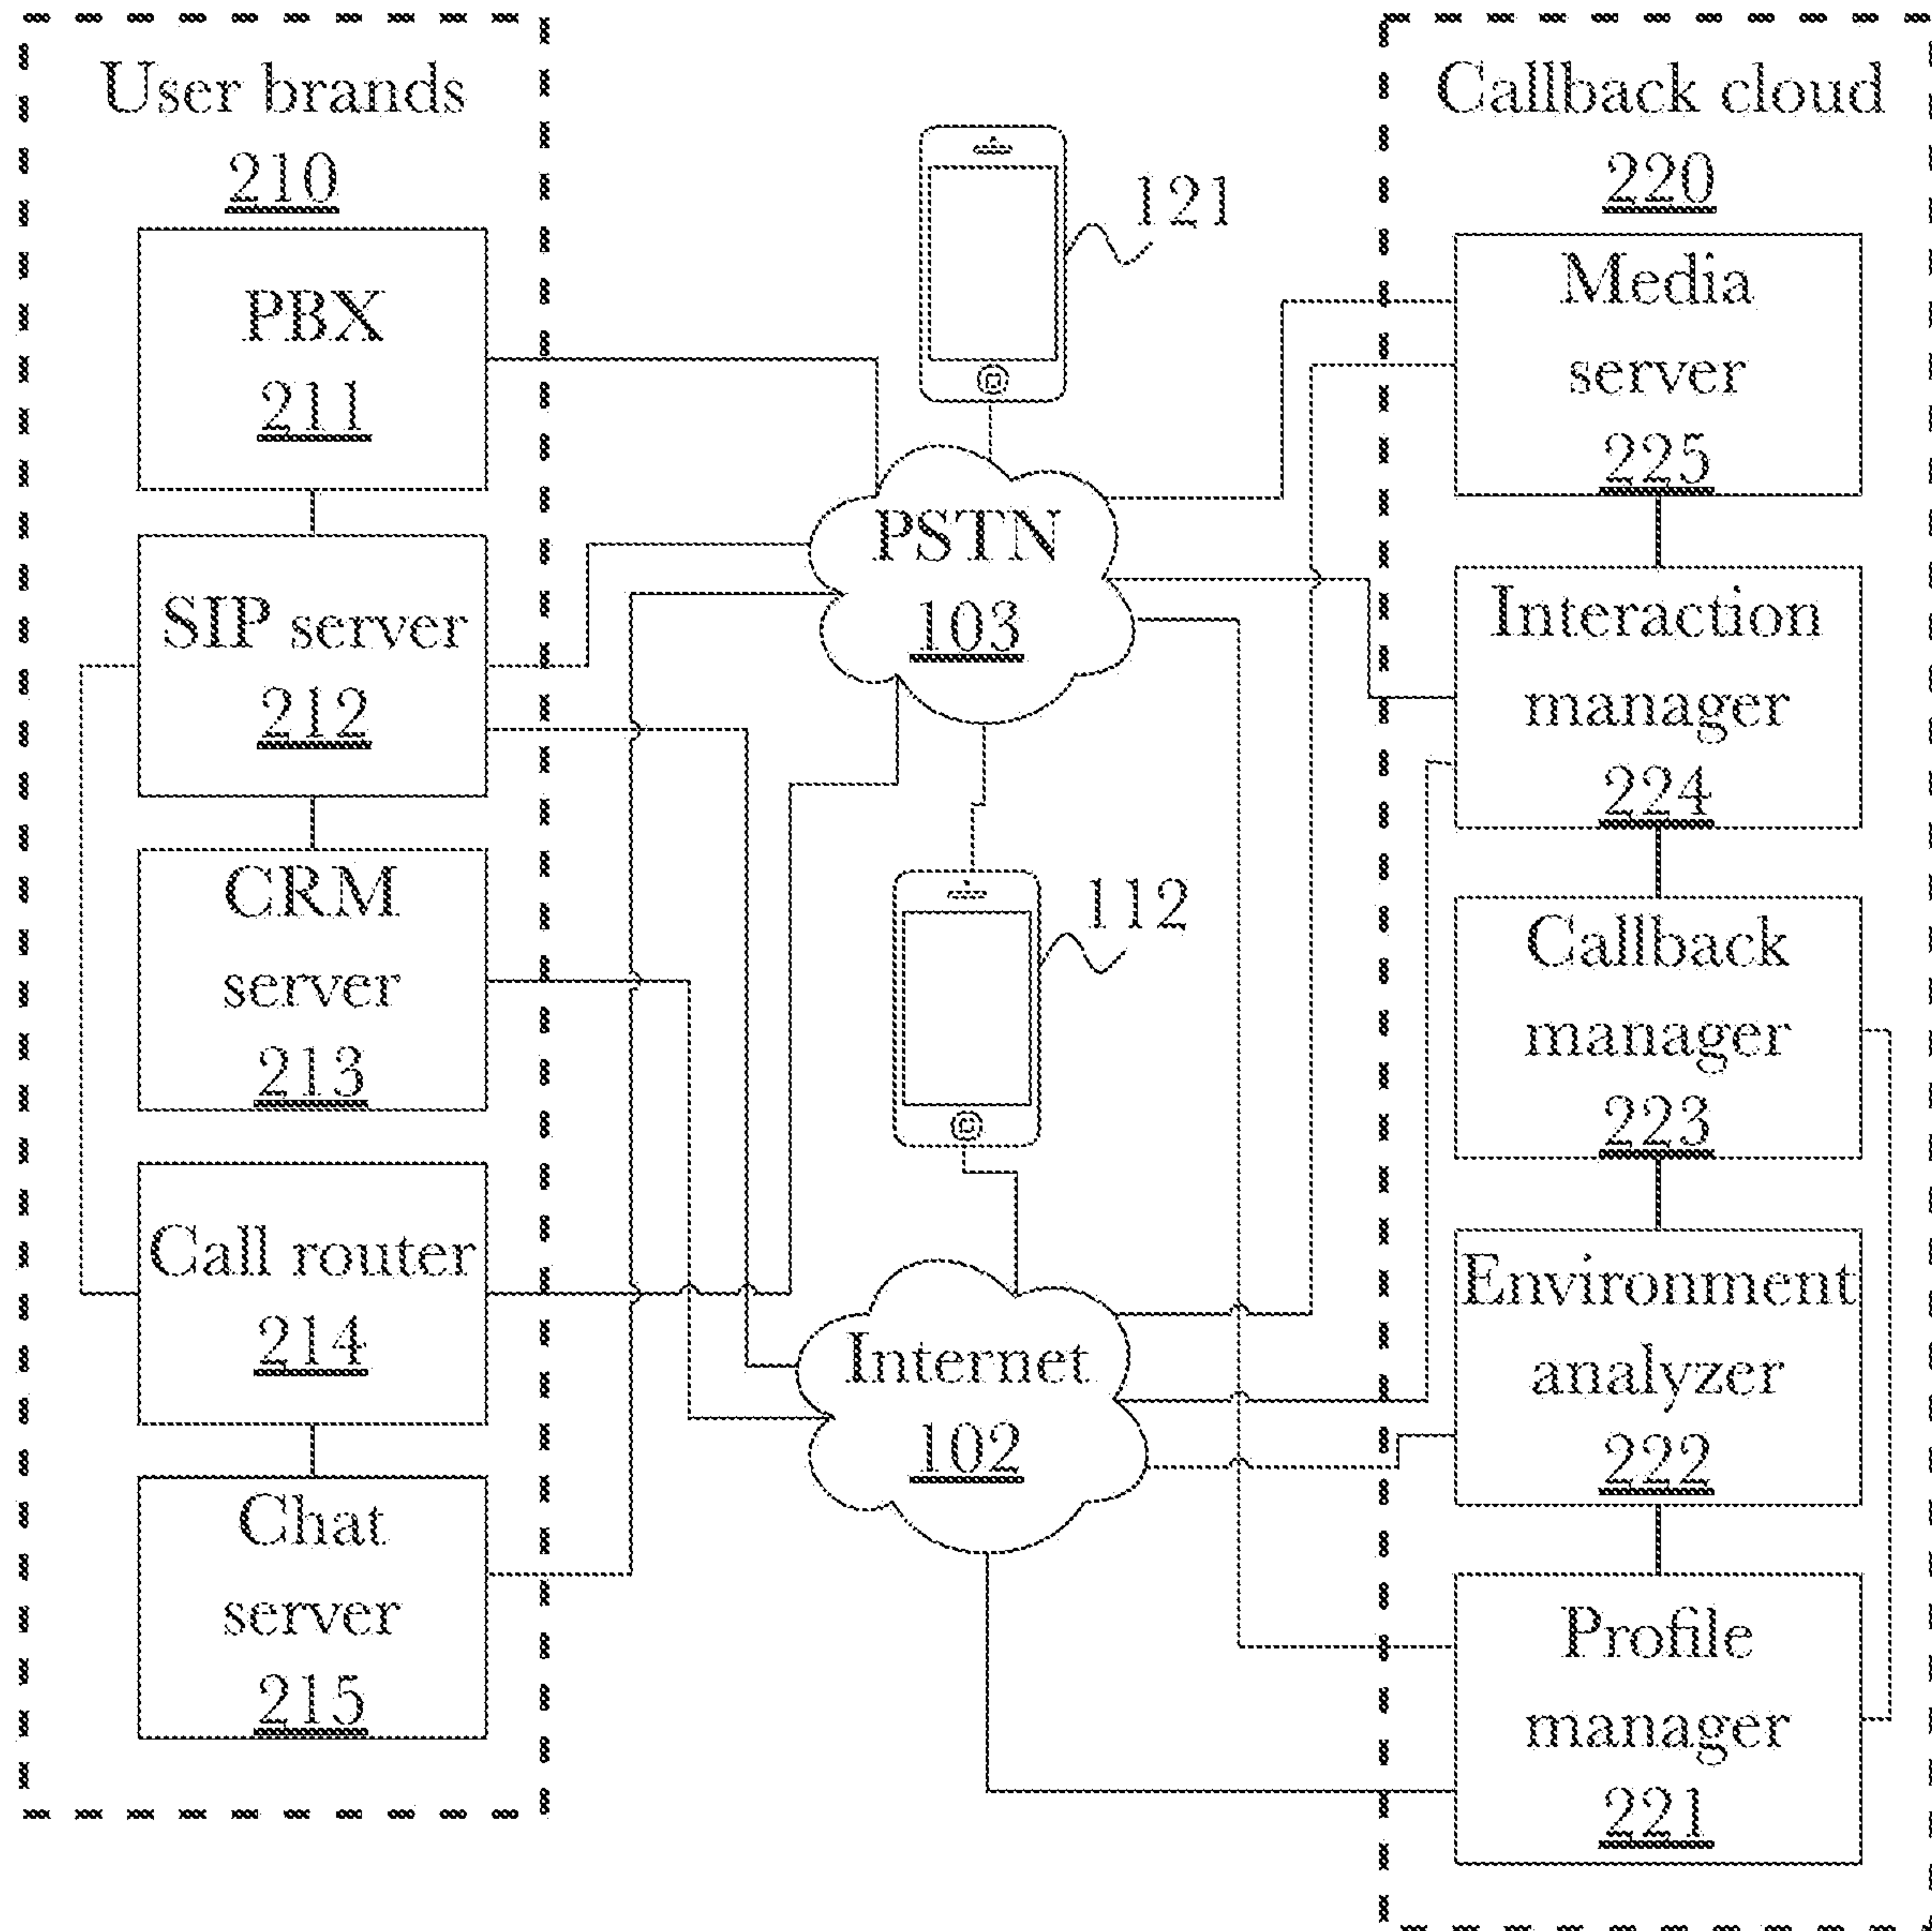 User brands
210
PBX
211
SIP server
212
CRM
server
213
Call router
214
Chat
server
215
121
PSTN
103
112
Internet
102
Callback cloud
220
Media
server
225
Interaction
manager
224
Callback
manager
223
Environment
analyzer
222
Profile
manager
221